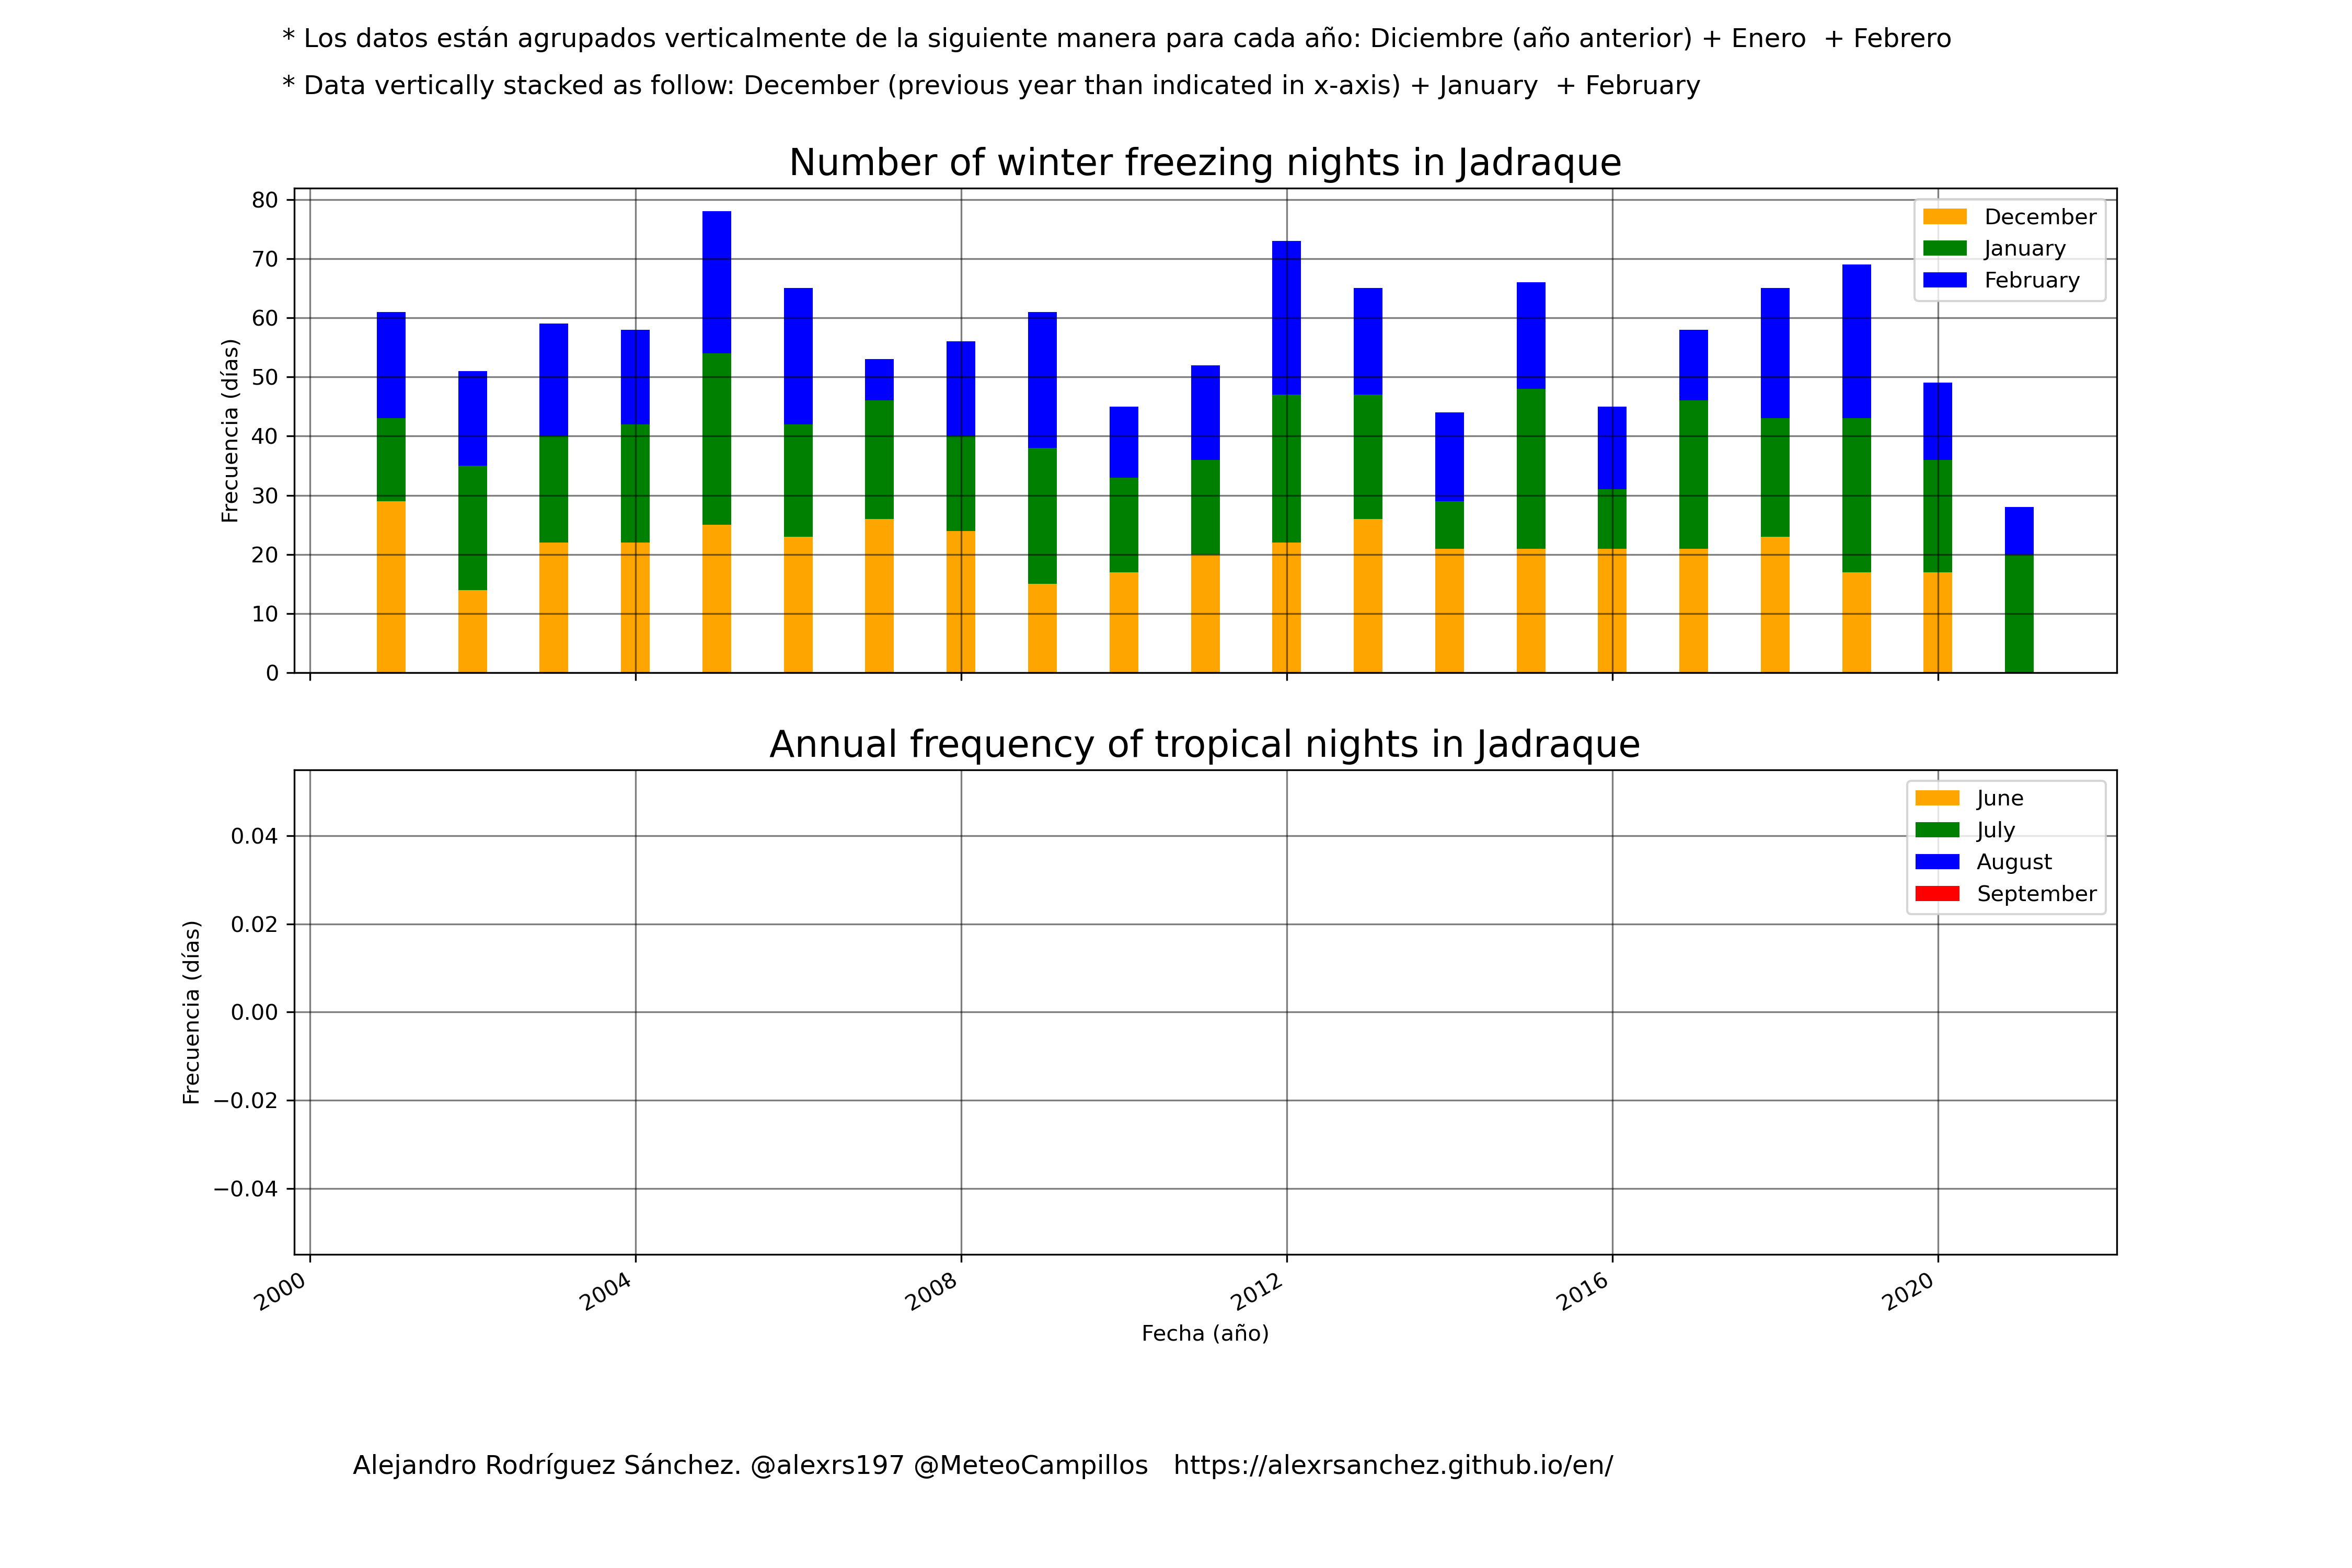 * Los datos están agrupados verticalmente de la siguiente manera para cada año: Diciembre (año anterior) + Enero  + Febrero
* Data vertically stacked as follow: December (previous year than indicated in x-axis) + January  + February
Number of winter freezing nights in Jadraque
80
70
60
50
40
30
20
10
0
Frecuencia (días)
December
January
February
Annual frequency of tropical nights in Jadraque
0.04
0.02
0.00
−0.02
−0.04
Frecuencia (días)
June
July
August
September
2000
2004
2008
2012
2016
2020
Fecha (año)
Alejandro Rodríguez Sánchez. @alexrs197 @MeteoCampillos   https://alexrsanchez.github.io/en/